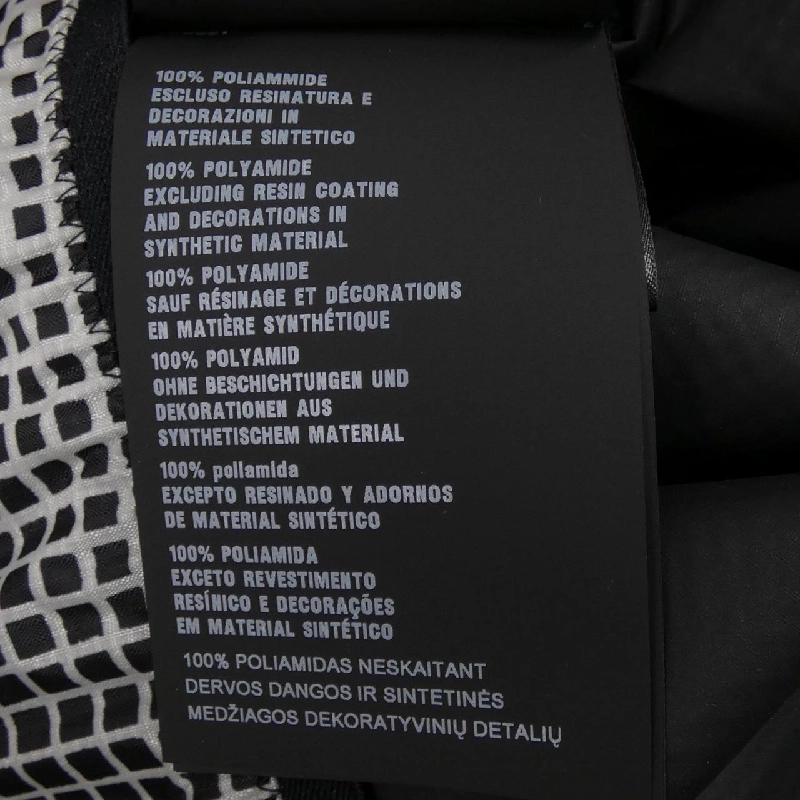 100% POLIAMMIDE
ESCLUSO RESINATURA E
DECORAZIONI IN
MATERIALE SINTETICO
100% POLYAMIDE
EXCLUDING RESIN COATING
AND DECORATIONS IN
SYNTHETIC MATERIAL
100% POLYAMIDE
SAUF RÉSINAGE ET DÉCORATIONS
EN MATIÈRE SYNTHÉTIQUE
100% POLYAMID
OHNE BESCHICHTUNGEN UND
DEKORATIONEN AUS
SYNTHETISCHEM MATERIAL
100% poliamida
EXCEPTO RESINADO Y ADORNOS
DE MATERIAL SINTÉTICO
100% POLIAMIDA
EXCETO REVESTIMENTO
RESÍNICO E DECORAÇÕES
EM MATERIAL SINTÉTICO
100% POLIAMIDAS NESKAITANT
DERVOS DANGOS IR SINTETINĖS
MEDŽIAGOS DEKORATYVINIŲ DETALIŲ